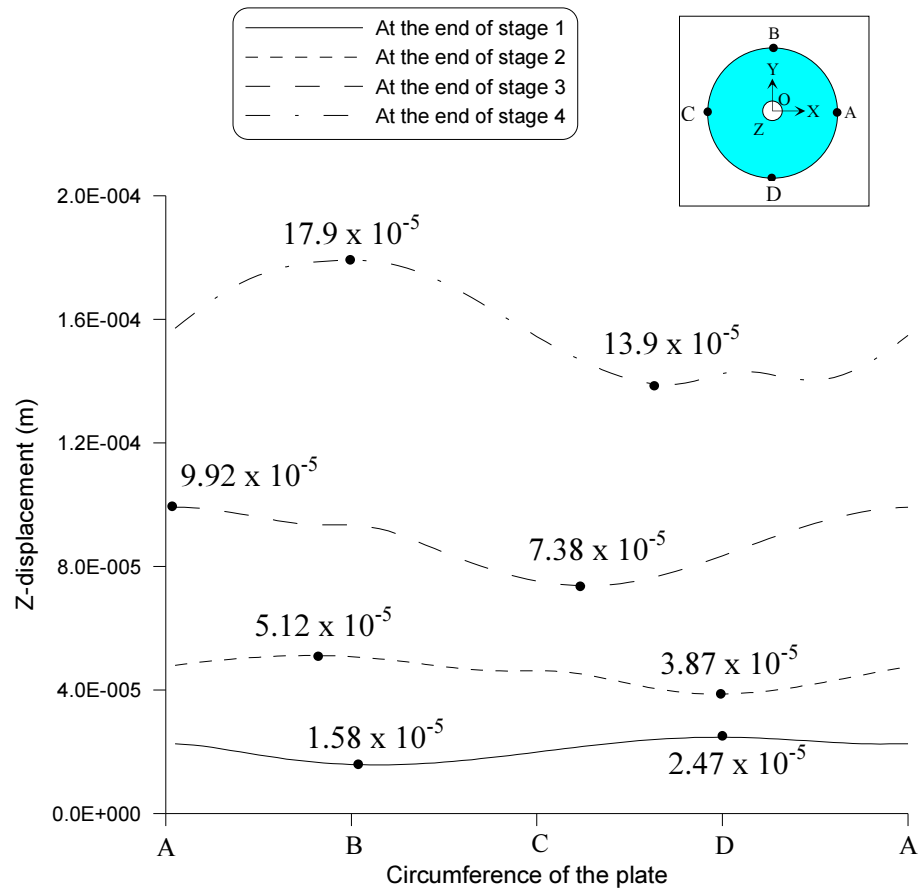 At the end of stage 1
At the end of stage 2
At the end of stage 3
At the end of stage 4
B
Y
O
C
X
A
Z
D
2.0E-004
1.6E-004
1.2E-004
8.0E-005
4.0E-005
0.0E+000
Z-displacement (m)
17.9 x 10⁻⁵
13.9 x 10⁻⁵
9.92 x 10⁻⁵
7.38 x 10⁻⁵
5.12 x 10⁻⁵
3.87 x 10⁻⁵
1.58 x 10⁻⁵
2.47 x 10⁻⁵
A B C D A
Circumference of the plate